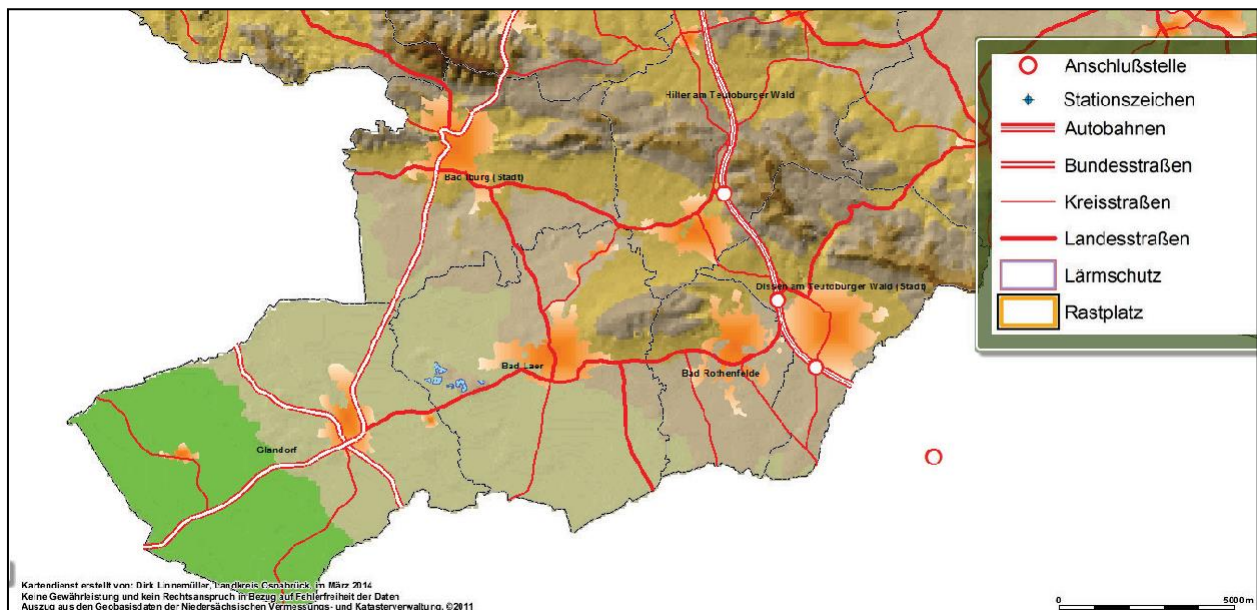 Hilter am Teutoburger Wald
Bad Iburg (Stadt)
Dissen am Teutoburger Wald (Stadt)
Bad Laer
Bad Rothenfelde
Glandorf
Anschlußstelle
Stationszeichen
Autobahnen
Bundesstraßen
Kreisstraßen
Landesstraßen
Lärmschutz
Rastplatz
Kartendienst erstellt von: Dirk Linnemüller, Landkreis Osnabrück, im März 2014
Keine Gewährleistung und kein Rechtsanspruch in Bezug auf Fehlerfreiheit der Daten
Auszug aus den Geobasisdaten der Niedersächsischen Vermessungs- und Katasterverwaltung, ©2011
0 5000m